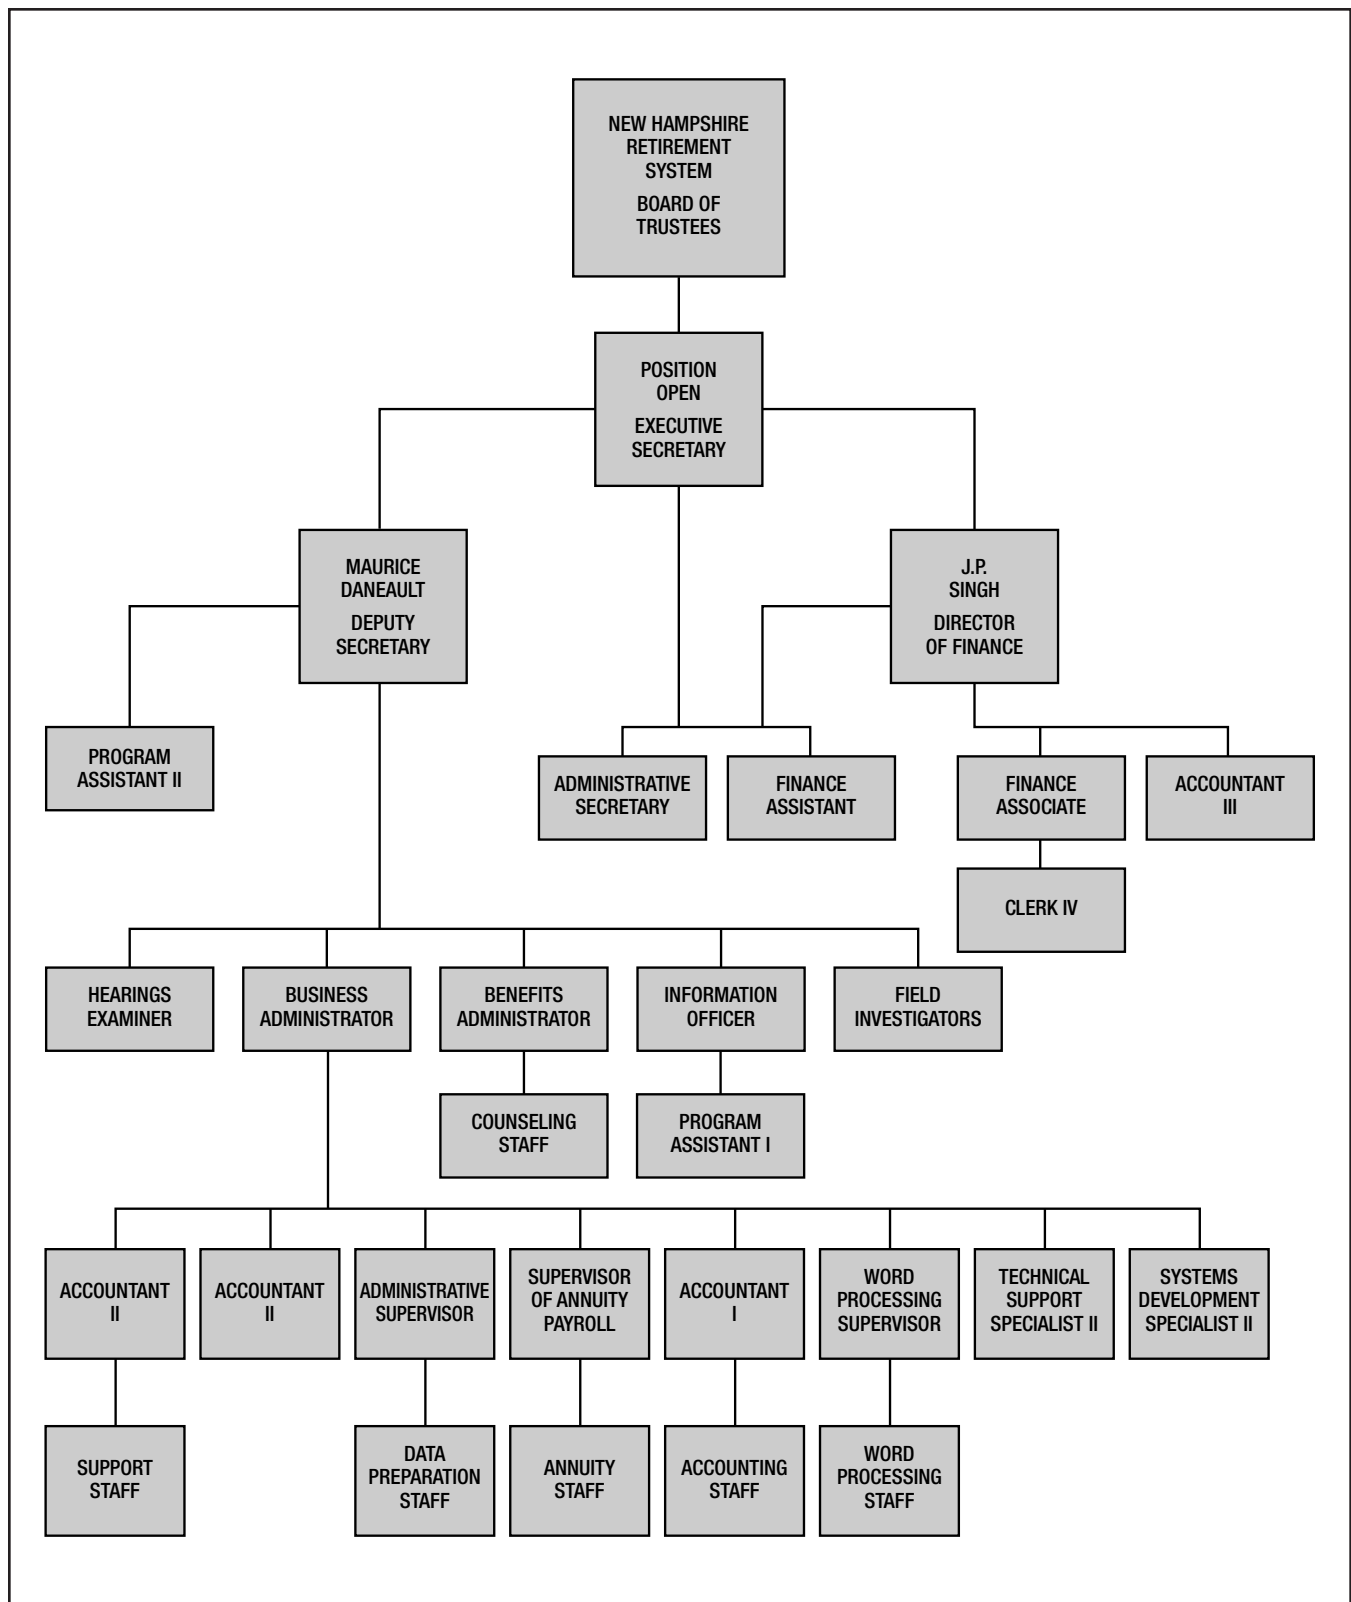 NEW HAMPSHIRE
RETIREMENT
SYSTEM
BOARD OF
TRUSTEES
POSITION
OPEN
EXECUTIVE
SECRETARY
MAURICE
DANEAULT
DEPUTY
SECRETARY
J.P.
SINGH
DIRECTOR
OF FINANCE
PROGRAM
ASSISTANT II
ADMINISTRATIVE
SECRETARY
FINANCE
ASSISTANT
FINANCE
ASSOCIATE
ACCOUNTANT
III
CLERK IV
HEARINGS
EXAMINER
BUSINESS
ADMINISTRATOR
BENEFITS
ADMINISTRATOR
INFORMATION
OFFICER
FIELD
INVESTIGATORS
COUNSELING
STAFF
PROGRAM
ASSISTANT I
ACCOUNTANT
II
ACCOUNTANT
II
ADMINISTRATIVE
SUPERVISOR
SUPERVISOR
OF ANNUITY
PAYROLL
ACCOUNTANT
I
WORD
PROCESSING
SUPERVISOR
TECHNICAL
SUPPORT
SPECIALIST II
SYSTEMS
DEVELOPMENT
SPECIALIST II
SUPPORT
STAFF
DATA
PREPARATION
STAFF
ANNUITY
STAFF
ACCOUNTING
STAFF
WORD
PROCESSING
STAFF